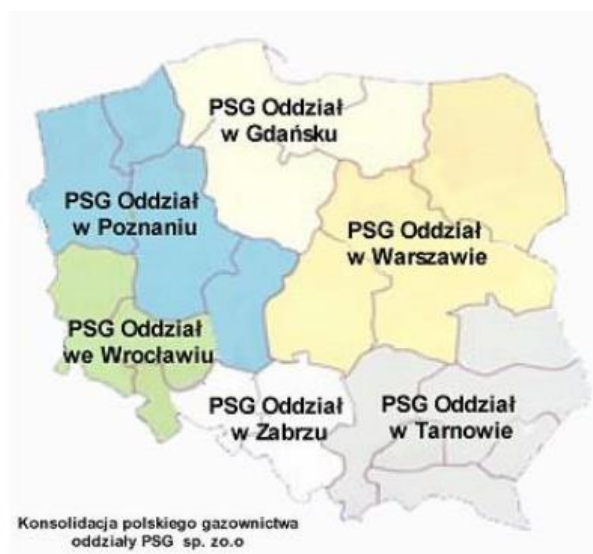 PSG Oddział
w Gdańsku
PSG Oddział
w Poznaniu
PSG Oddział
w Warszawie
PSG Oddział
we Wrocławiu
PSG Oddział
w Zabrzu
PSG Oddział
w Tarnowie
Konsolidacja polskiego gazownictwa
oddziały PSG sp. zo.o